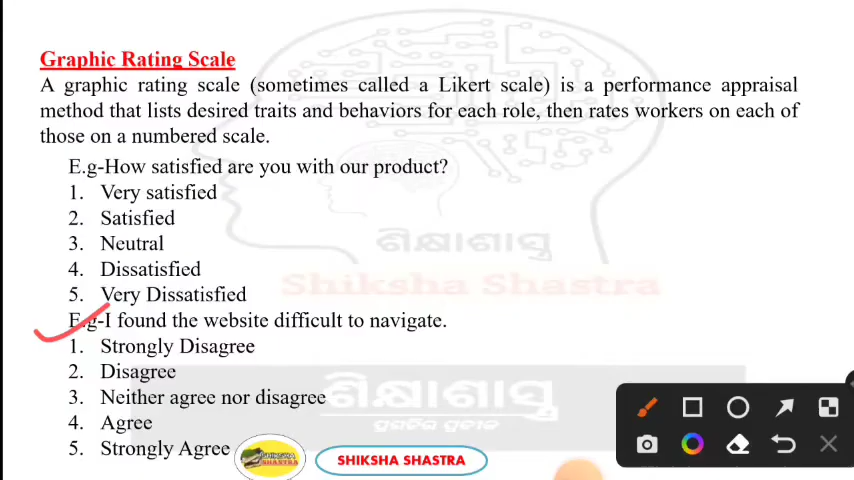 Graphic Rating Scale
A graphic rating scale (sometimes called a Likert scale) is a performance appraisal
method that lists desired traits and behaviors for each role, then rates workers on each of
those on a numbered scale.
E.g-How satisfied are you with our product?
1. Very satisfied
2. Satisfied
3. Neutral
ଶିକ୍ଷାଶାସ୍ତ୍ର
4. Dissatisfied
Shiksha Shastra
5. Very Dissatisfied
E.g-I found the website difficult to navigate.
1. Strongly Disagree
2. Disagree
3. Neither agree nor disagree
ଶିକ୍ଷାଶାସ୍ତ୍ର
4. Agree
5. Strongly Agree
SHIKSHA SHASTRA
SHIKSHA SHASTRA